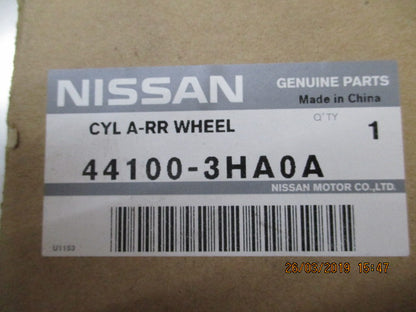 NISSAN GENUINE PARTS
Made in China
CYL A-RR WHEEL Q'TY 1
44100-3HA0A
NISSAN MOTOR CO.,LTD.
U1153
26/03/2019 15:47